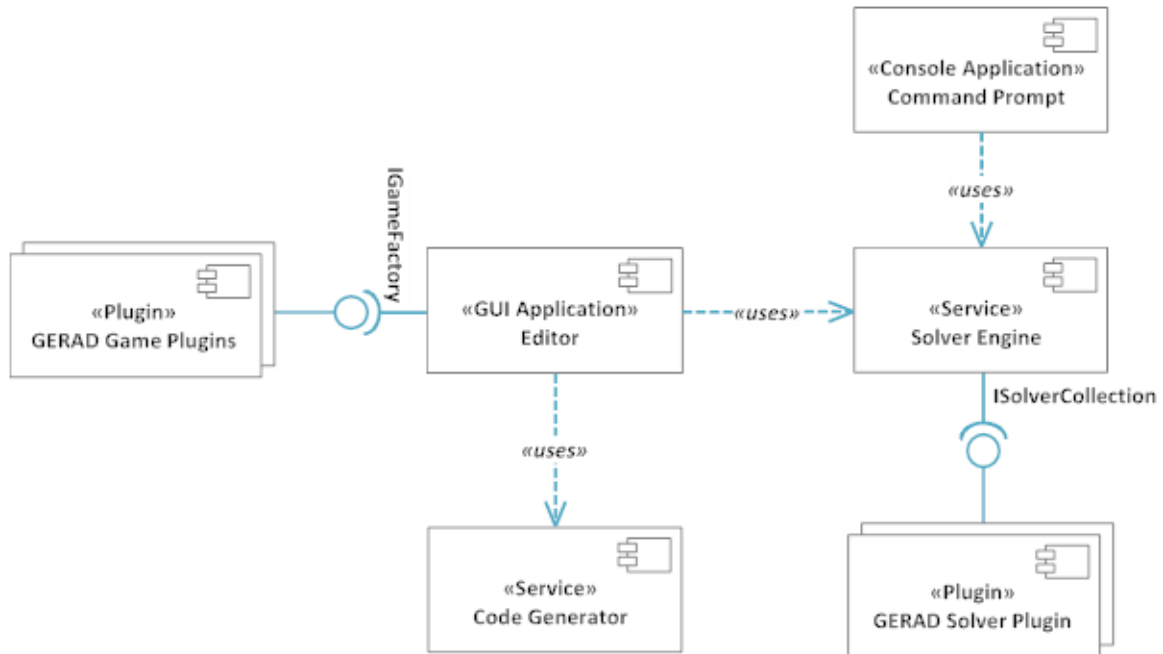 «Console Application»
Command Prompt
«uses»
IGameFactory
«Plugin»
GERAD Game Plugins
«GUI Application»
Editor
«uses»
«Service»
Solver Engine
ISolverCollection
«uses»
«Service»
Code Generator
«Plugin»
GERAD Solver Plugin